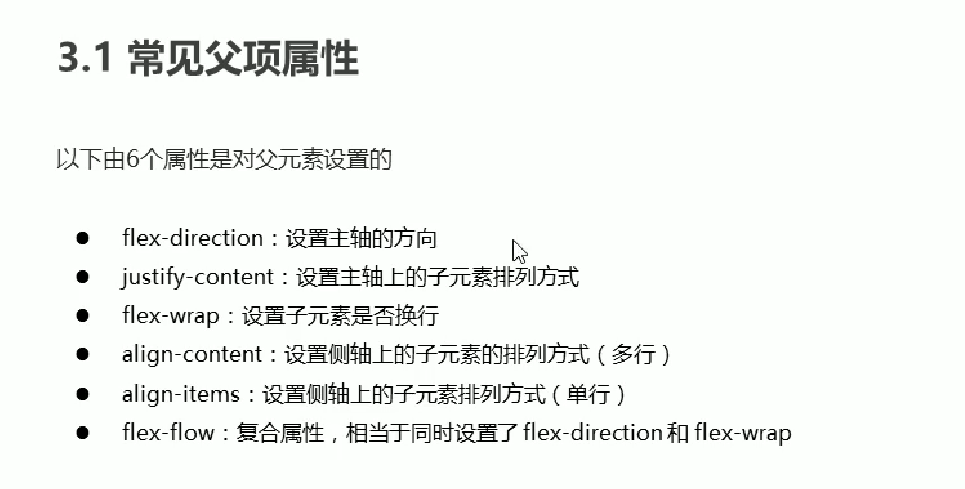 3.1 常见父项属性
以下由6个属性是对父元素设置的
● flex-direction：设置主轴的方向
● justify-content：设置主轴上的子元素排列方式
● flex-wrap：设置子元素是否换行
● align-content：设置侧轴上的子元素的排列方式（多行）
● align-items：设置侧轴上的子元素排列方式（单行）
● flex-flow：复合属性，相当于同时设置了 flex-direction 和 flex-wrap